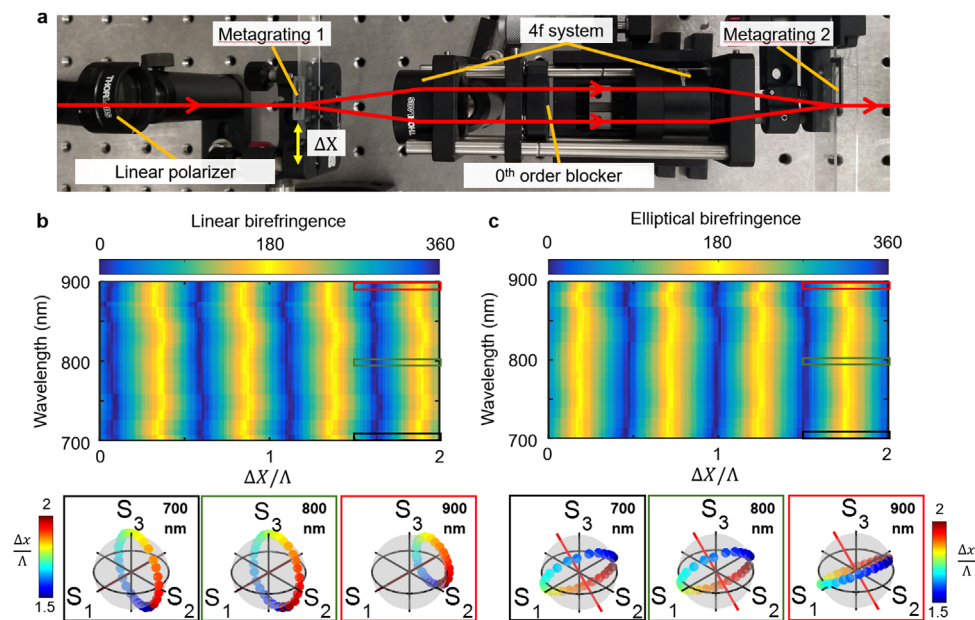 a
Metagrating 1
4f system
Metagrating 2
THORLABS
ΔX
Linear polarizer
0th order blocker
b
Linear birefringence
0 180 360
900
800
700
Wavelength (nm)
0 1 2
ΔX/Λ
c
Elliptical birefringence
0 180 360
900
800
700
Wavelength (nm)
0 1 2
ΔX/Λ
2
Δx
Λ
1.5
S3
700
nm
S1
S2
S3
800
nm
S1
S2
S3
900
nm
S1
S2
S3
700
nm
S1
S2
S3
800
nm
S1
S2
S3
900
nm
S1
S2
2
Δx
Λ
1.5